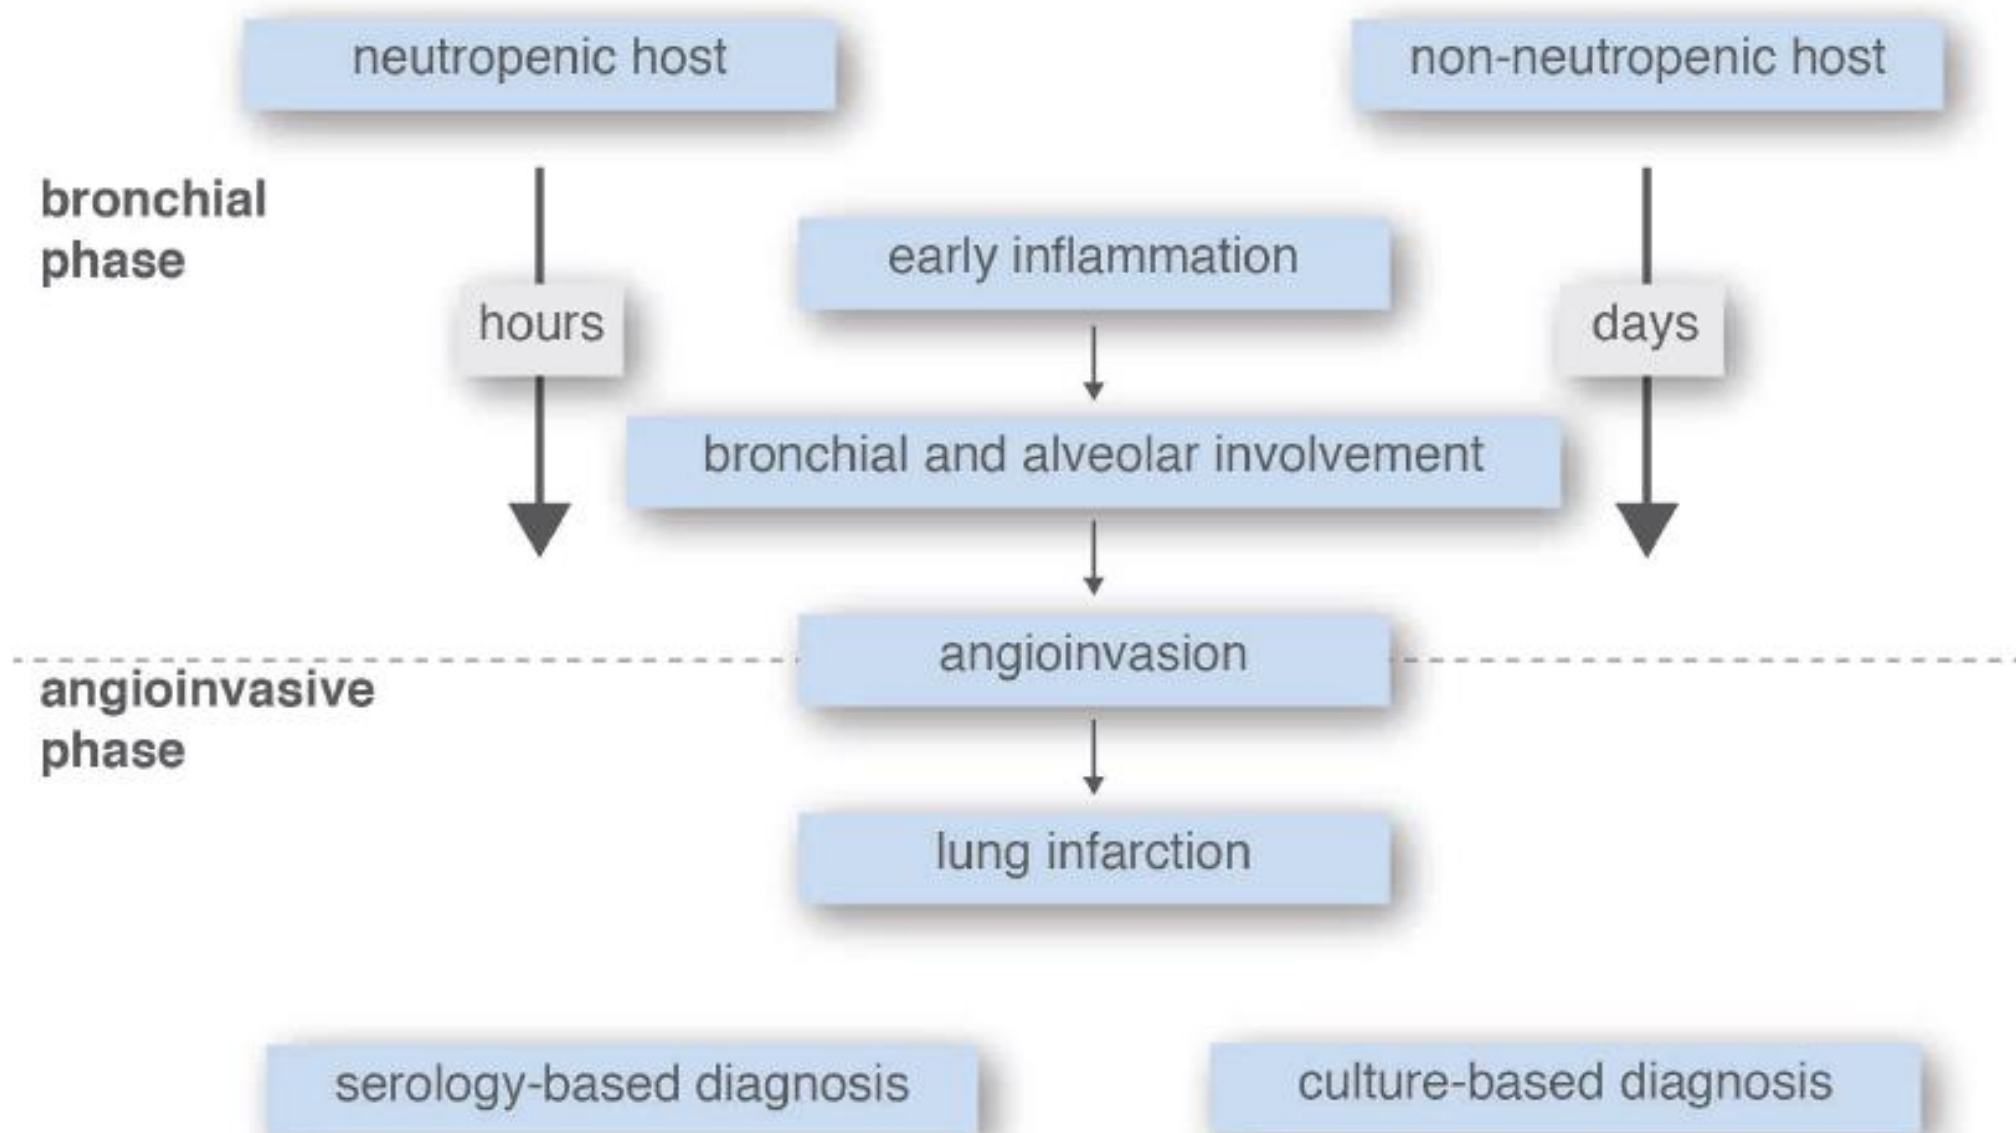 neutropenic host
non-neutropenic host
bronchial
phase
early inflammation
hours
days
bronchial and alveolar involvement
angioinvasion
angioinvasive
phase
lung infarction
serology-based diagnosis
culture-based diagnosis